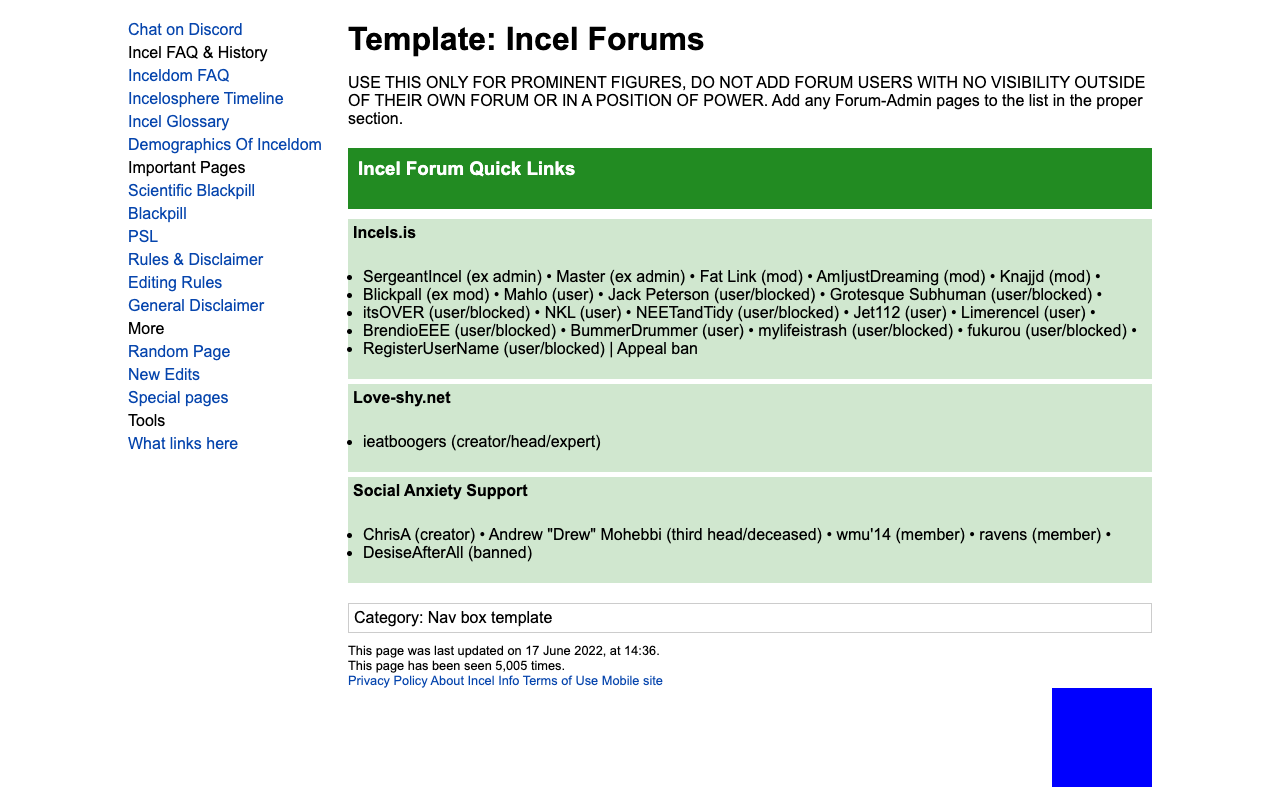 Chat on Discord
Incel FAQ & History
Inceldom FAQ
Incelosphere Timeline
Incel Glossary
Demographics Of Inceldom
Important Pages
Scientific Blackpill
Blackpill
PSL
Rules & Disclaimer
Editing Rules
General Disclaimer
More
Random Page
New Edits
Special pages
Tools
What links here
Template: Incel Forums
USE THIS ONLY FOR PROMINENT FIGURES, DO NOT ADD FORUM USERS WITH NO VISIBILITY OUTSIDE
OF THEIR OWN FORUM OR IN A POSITION OF POWER. Add any Forum-Admin pages to the list in the proper
section.
Incel Forum Quick Links
Incels.is
• SergeantIncel (ex admin) • Master (ex admin) • Fat Link (mod) • AmIjustDreaming (mod) • Knajjd (mod) •
• Blickpall (ex mod) • Mahlo (user) • Jack Peterson (user/blocked) • Grotesque Subhuman (user/blocked) •
• itsOVER (user/blocked) • NKL (user) • NEETandTidy (user/blocked) • Jet112 (user) • Limerencel (user) •
• BrendioEEE (user/blocked) • BummerDrummer (user) • mylifeistrash (user/blocked) • fukurou (user/blocked) •
• RegisterUserName (user/blocked) | Appeal ban
Love-shy.net
• ieatboogers (creator/head/expert)
Social Anxiety Support
• ChrisA (creator) • Andrew "Drew" Mohebbi (third head/deceased) • wmu'14 (member) • ravens (member) •
• DesiseAfterAll (banned)
Category: Nav box template
This page was last updated on 17 June 2022, at 14:36.
This page has been seen 5,005 times.
Privacy Policy About Incel Info Terms of Use Mobile site